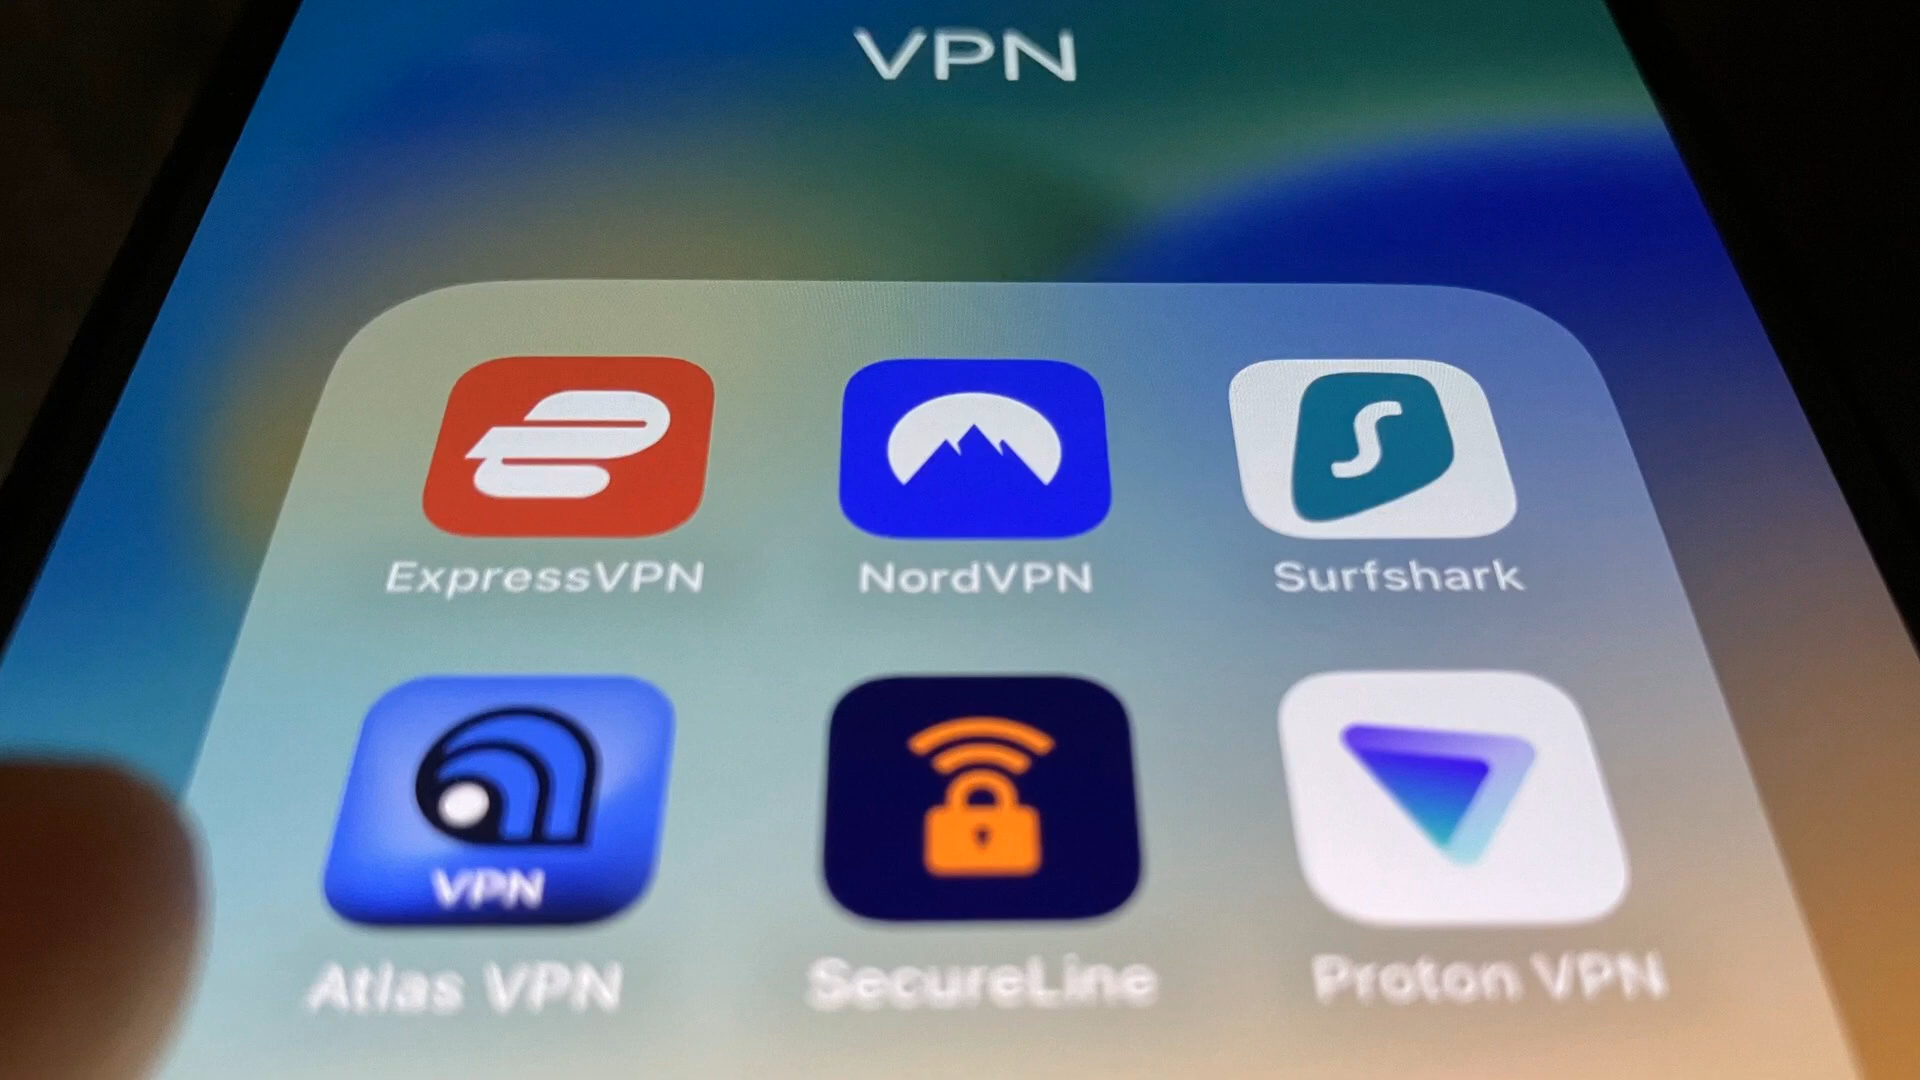 VPN
ExpressVPN
NordVPN
Surfshark
VPN
Atlas VPN
SecureLine
Proton VPN